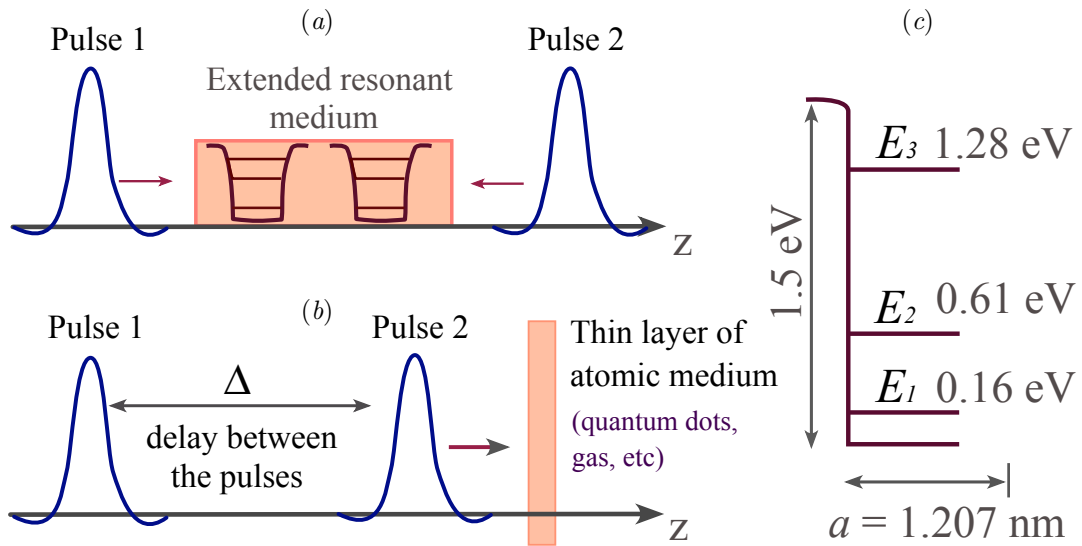 (a)
Pulse 1
Pulse 2
Extended resonant
medium
z
(b)
Pulse 1
Pulse 2
Δ
delay between
the pulses
Thin layer of
atomic medium
(quantum dots,
gas, etc)
z
(c)
1.5 eV
E3 1.28 eV
E2 0.61 eV
E1 0.16 eV
a = 1.207 nm